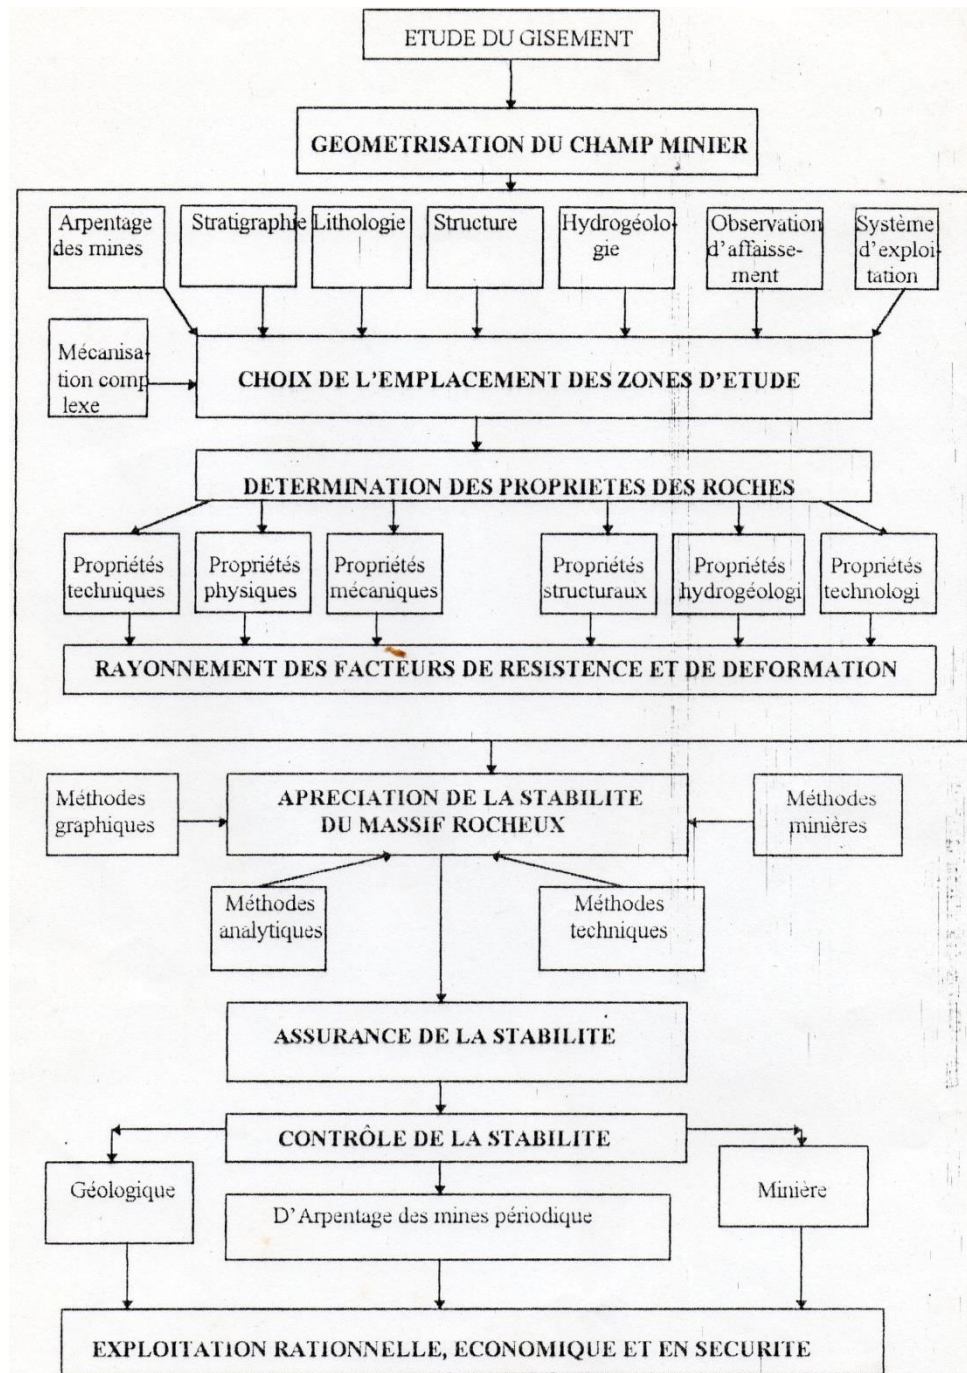 ETUDE DU GISEMENT
GEOMETRISATION DU CHAMP MINIER
Arpentage
des mines
Stratigraphie
Lithologie
Structure
Hydrogéolo-
gie
Observation
d'affaisse-
ment
Système
d'exploi-
tation
Mécanisa-
tion comp
lexe
CHOIX DE L'EMPLACEMENT DES ZONES D'ETUDE
DETERMINATION DES PROPRIETES DES ROCHES
Propriétés
techniques
Propriétés
physiques
Propriétés
mécaniques
Propriétés
structuraux
Propriétés
hydrogéologi
Propriétés
technologi
RAYONNEMENT DES FACTEURS DE RESISTENCE ET DE DEFORMATION
Méthodes
graphiques
APRECIATION DE LA STABILITE
DU MASSIF ROCHEUX
Méthodes
minières
Méthodes
analytiques
Méthodes
techniques
ASSURANCE DE LA STABILITE
CONTRÔLE DE LA STABILITE
Géologique
D'Arpentage des mines périodique
Minière
EXPLOITATION RATIONNELLE, ECONOMIQUE ET EN SECURITE